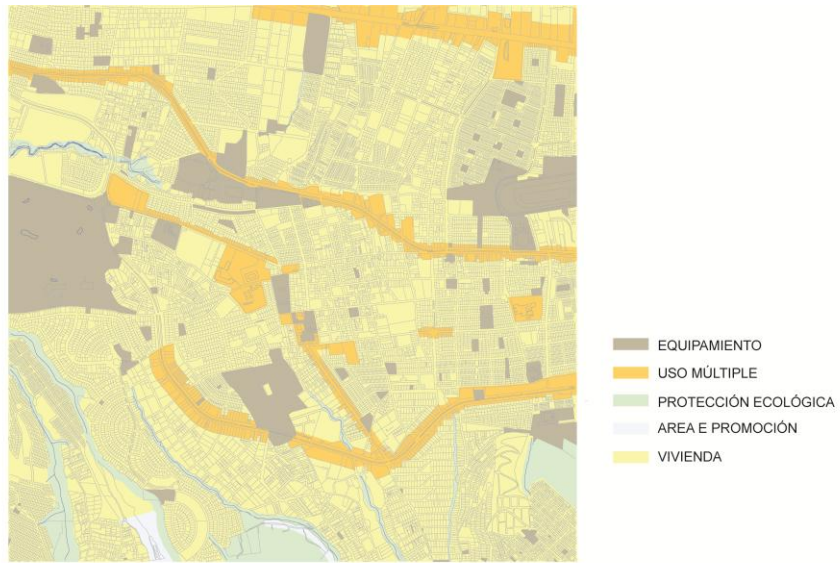 EQUIPAMIENTO
USO MÚLTIPLE
PROTECCIÓN ECOLÓGICA
AREA E PROMOCIÓN
VIVIENDA